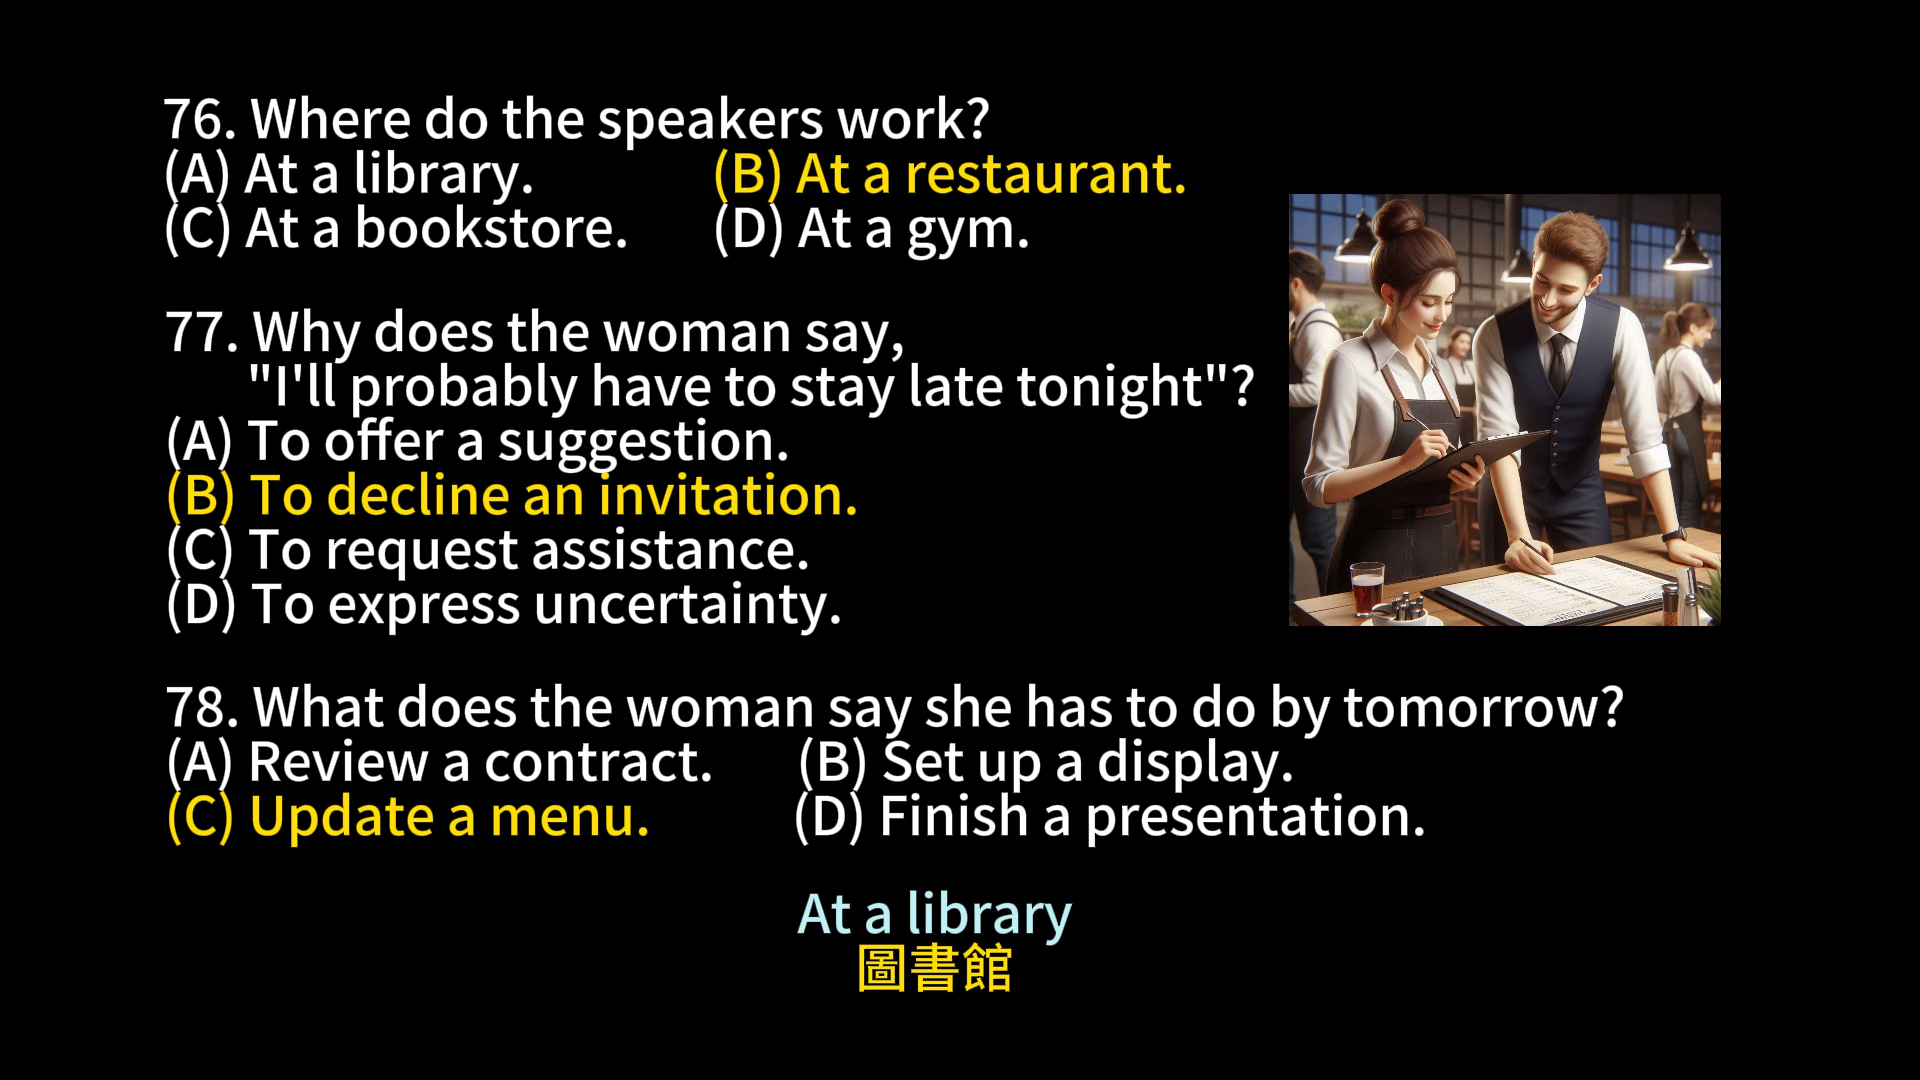 76. Where do the speakers work?
(A) At a library. (B) At a restaurant.
(C) At a bookstore. (D) At a gym.
77. Why does the woman say,
"I'll probably have to stay late tonight"?
(A) To offer a suggestion.
(B) To decline an invitation.
(C) To request assistance.
(D) To express uncertainty.
78. What does the woman say she has to do by tomorrow?
(A) Review a contract. (B) Set up a display.
(C) Update a menu. (D) Finish a presentation.
At a library
圖書館